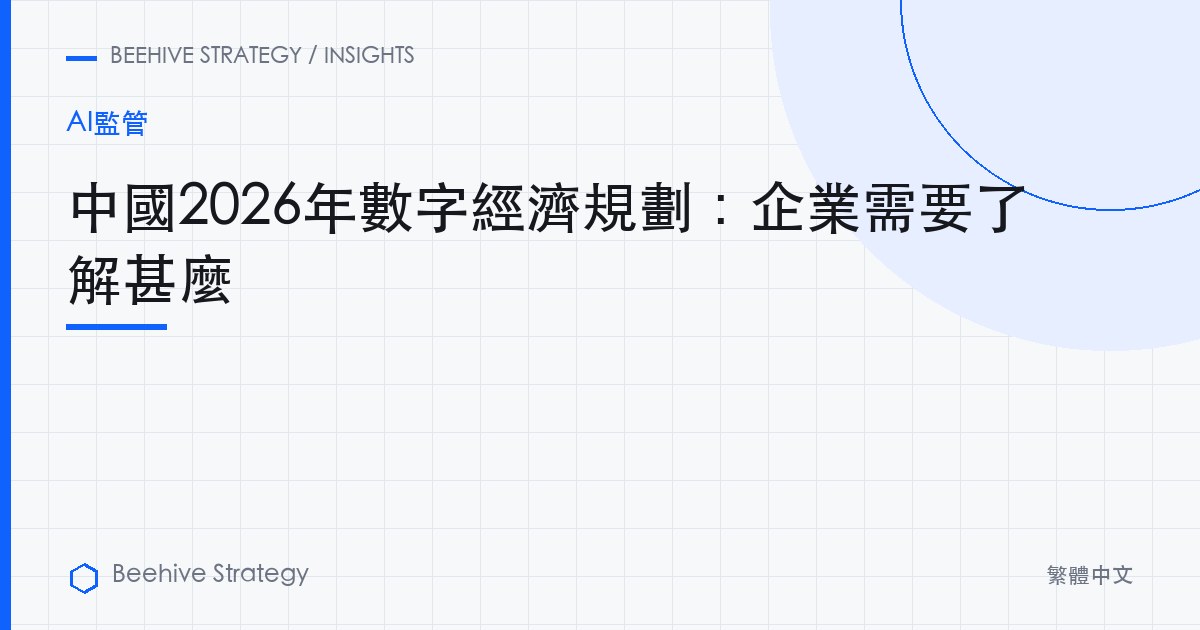 BEEHIVE STRATEGY / INSIGHTS
AI監管
中國2026年數字經濟規劃：企業需要了
解甚麼
Beehive Strategy
繁體中文